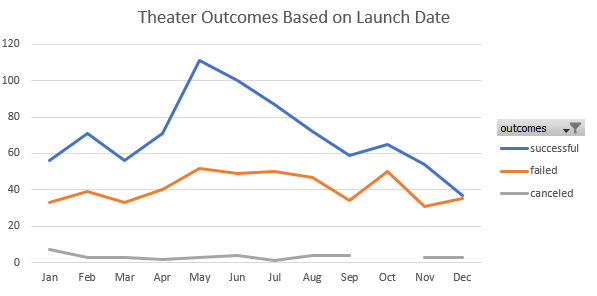 Theater Outcomes Based on Launch Date
120
100
80
60
40
20
0
Jan Feb Mar Apr May Jun Jul Aug Sep Oct Nov Dec
outcomes
successful
failed
canceled